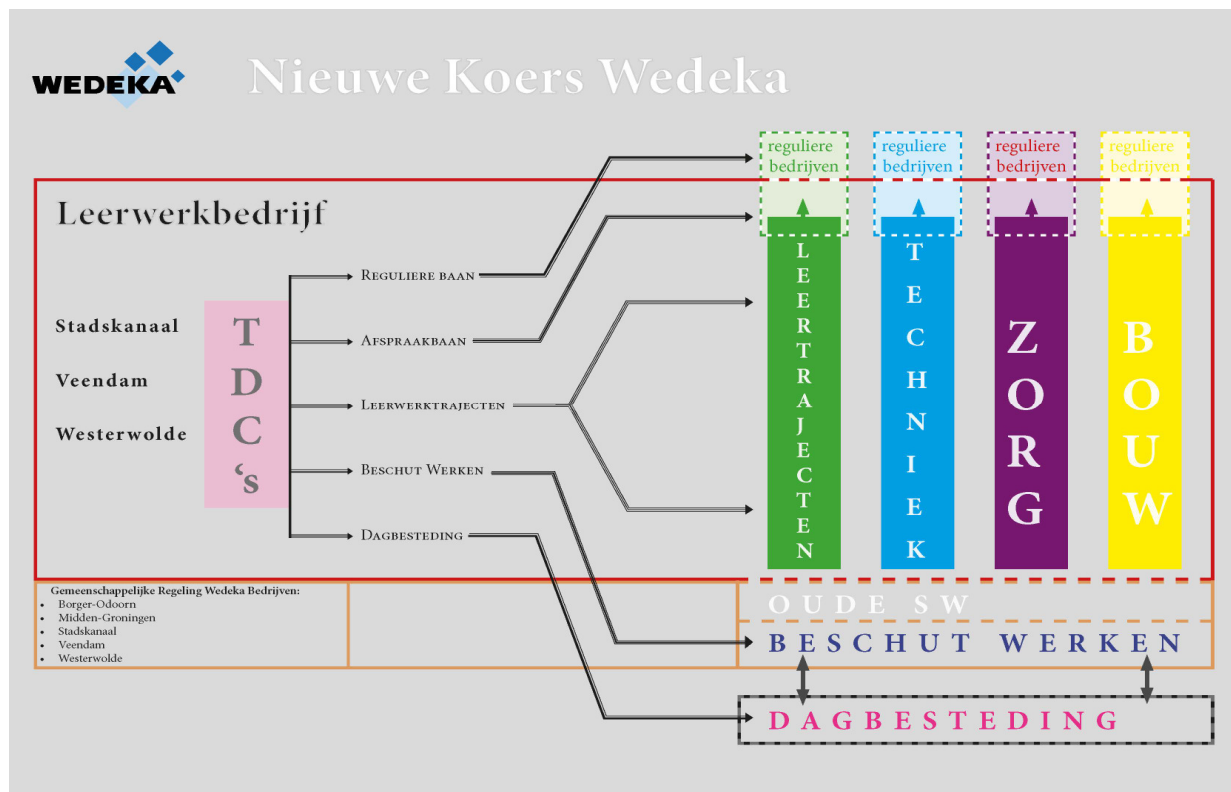 WEDEKA
Nieuwe Koers Wedeka
reguliere
bedrijven
reguliere
bedrijven
reguliere
bedrijven
reguliere
bedrijven
Leerwerkbedrijf
Stadskanaal
Veendam
Westerwolde
TDC‘s
Reguliere baan
Afspraakbaan
Leerwerktrajecten
Beschut Werken
Dagbesteding
LEERTRAJECTEN
TECHNIEK
ZORG
BOUW
Gemeenschappelijke Regeling Wedeka Bedrijven:
• Borger-Odoorn
• Midden-Groningen
• Stadskanaal
• Veendam
• Westerwolde
OUDE SW
BESCHUT WERKEN
DAGBESTEDING